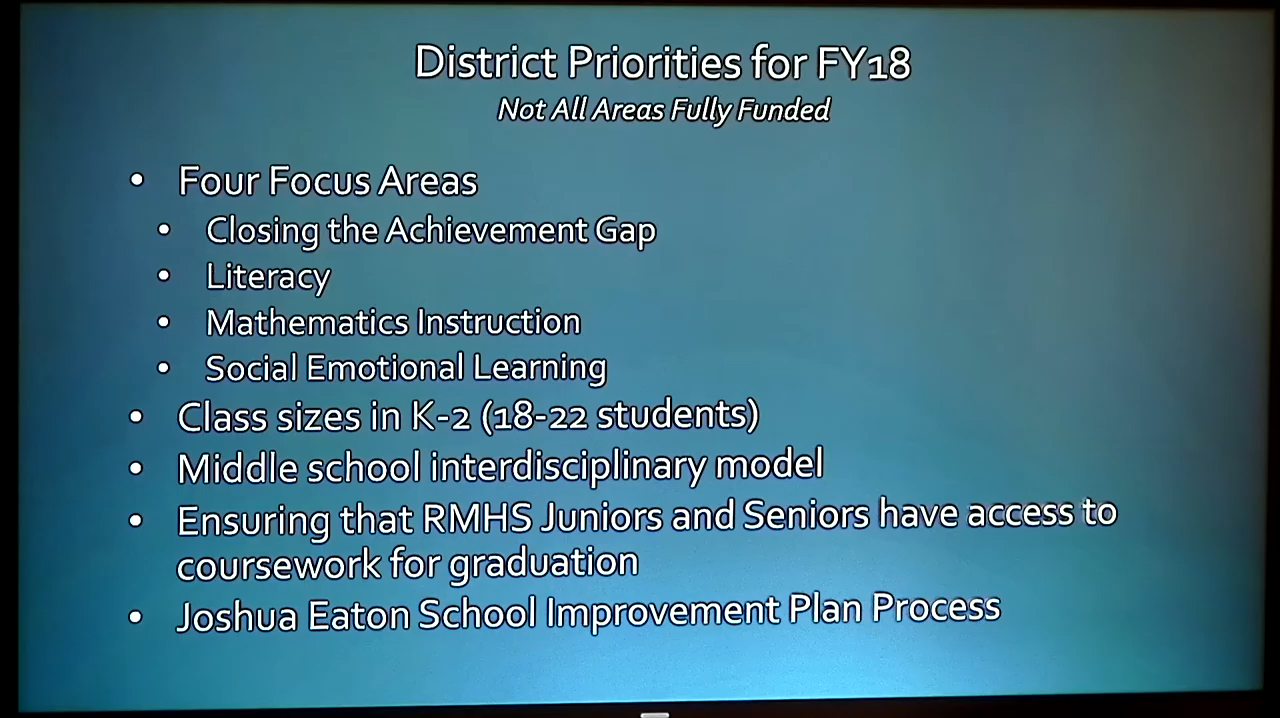 District Priorities for FY18
Not All Areas Fully Funded
• Four Focus Areas
• Closing the Achievement Gap
• Literacy
• Mathematics Instruction
• Social Emotional Learning
• Class sizes in K-2 (18-22 students)
• Middle school interdisciplinary model
• Ensuring that RMHS Juniors and Seniors have access to
coursework for graduation
• Joshua Eaton School Improvement Plan Process